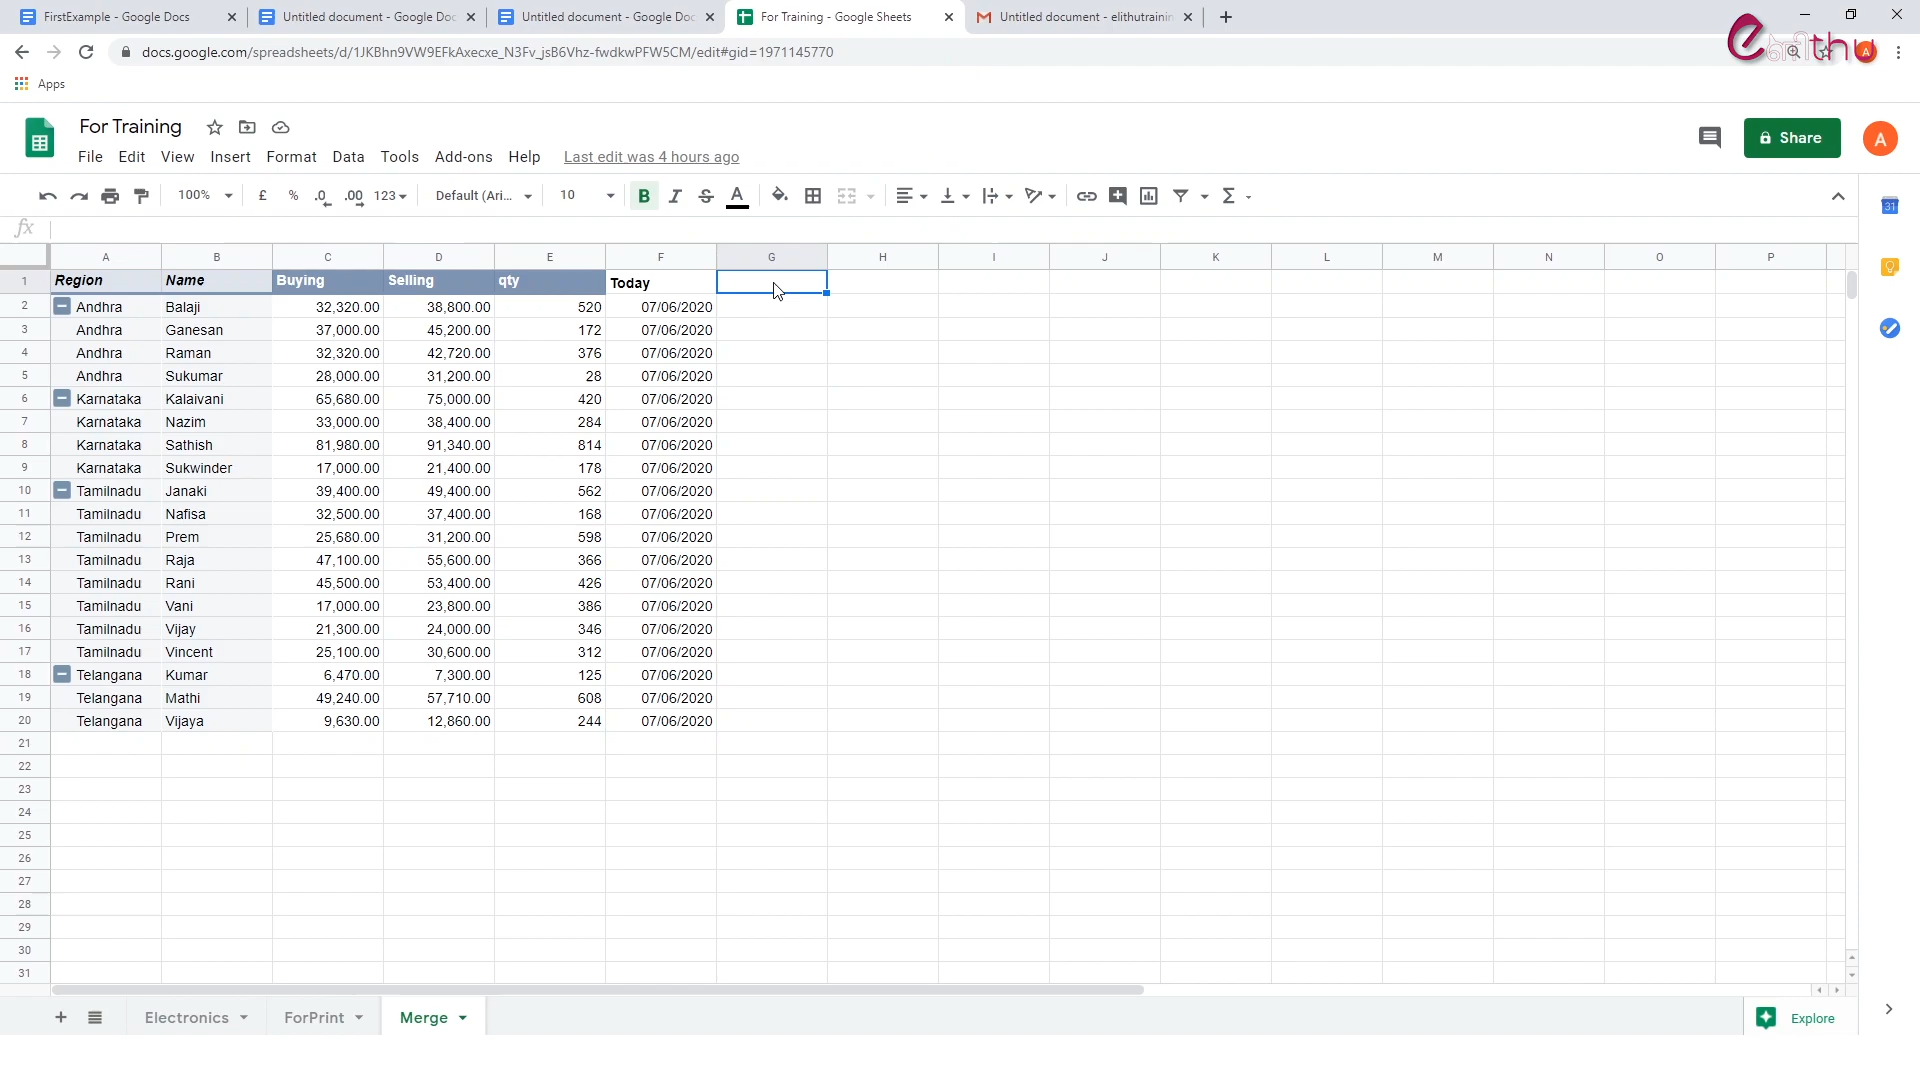 FirstExample - Google Docs
Untitled document - Google Doc
Untitled document - Google Doc
For Training - Google Sheets
Untitled document - elithutrainin
docs.google.com/spreadsheets/d/1JKBhn9VW9EFkAxecxe_N3Fv_jsB6Vhz-fwdkwPFW5CM/edit#gid=1971145770
Apps
For Training
File Edit View Insert Format Data Tools Add-ons Help Last edit was 4 hours ago
Share
A
100% £ % .0 .00 123 Default (Ari... 10 B I S A Σ
fx
A B C D E F G H I J K L M N O P
1 Region Name Buying Selling qty Today
2 Andhra Balaji 32,320.00 38,800.00 520 07/06/2020
3 Andhra Ganesan 37,000.00 45,200.00 172 07/06/2020
4 Andhra Raman 32,320.00 42,720.00 376 07/06/2020
5 Andhra Sukumar 28,000.00 31,200.00 28 07/06/2020
6 Karnataka Kalaivani 65,680.00 75,000.00 420 07/06/2020
7 Karnataka Nazim 33,000.00 38,400.00 284 07/06/2020
8 Karnataka Sathish 81,980.00 91,340.00 814 07/06/2020
9 Karnataka Sukwinder 17,000.00 21,400.00 178 07/06/2020
10 Tamilnadu Janaki 39,400.00 49,400.00 562 07/06/2020
11 Tamilnadu Nafisa 32,500.00 37,400.00 168 07/06/2020
12 Tamilnadu Prem 25,680.00 31,200.00 598 07/06/2020
13 Tamilnadu Raja 47,100.00 55,600.00 366 07/06/2020
14 Tamilnadu Rani 45,500.00 53,400.00 426 07/06/2020
15 Tamilnadu Vani 17,000.00 23,800.00 386 07/06/2020
16 Tamilnadu Vijay 21,300.00 24,000.00 346 07/06/2020
17 Tamilnadu Vincent 25,100.00 30,600.00 312 07/06/2020
18 Telangana Kumar 6,470.00 7,300.00 125 07/06/2020
19 Telangana Mathi 49,240.00 57,710.00 608 07/06/2020
20 Telangana Vijaya 9,630.00 12,860.00 244 07/06/2020
21
22
23
24
25
26
27
28
29
30
31
Electronics ForPrint Merge
Explore